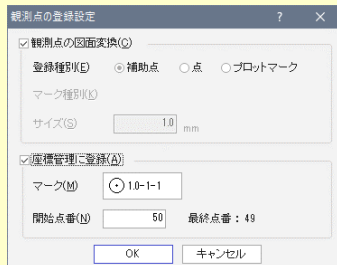 観測点の登録設定 ? ×
観測点の図面変換(C)
登録種別(E) 補助点 点 プロットマーク
マーク種別(K)
サイズ(S) 1.0 mm
座標管理に登録(A)
マーク(M) 1.0-1-1
開始点番(N) 50 最終点番：49
OK キャンセル